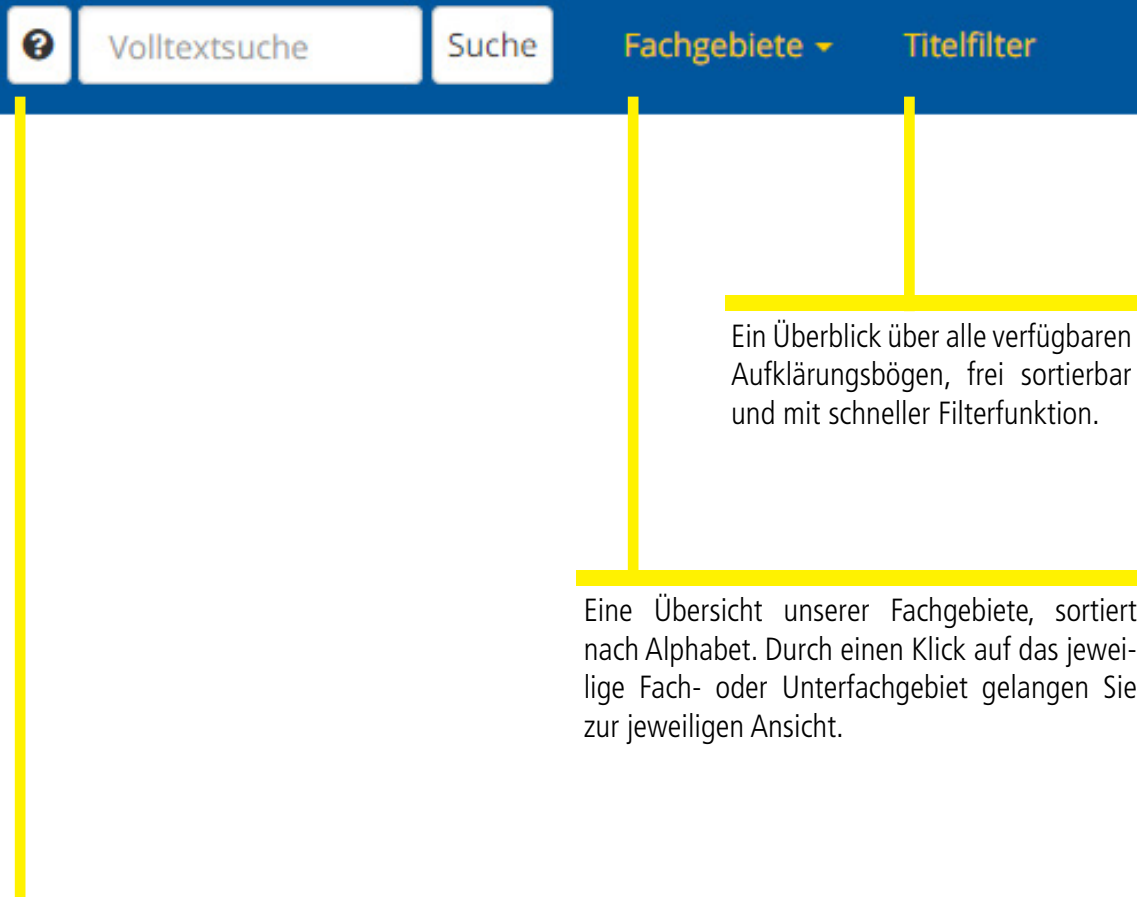 ? Volltextsuche Suche Fachgebiete Titelfilter
Ein Überblick über alle verfügbaren
Aufklärungsbögen, frei sortierbar
und mit schneller Filterfunktion.
Eine Übersicht unserer Fachgebiete, sortiert
nach Alphabet. Durch einen Klick auf das jewei-
lige Fach- oder Unterfachgebiet gelangen Sie
zur jeweiligen Ansicht.